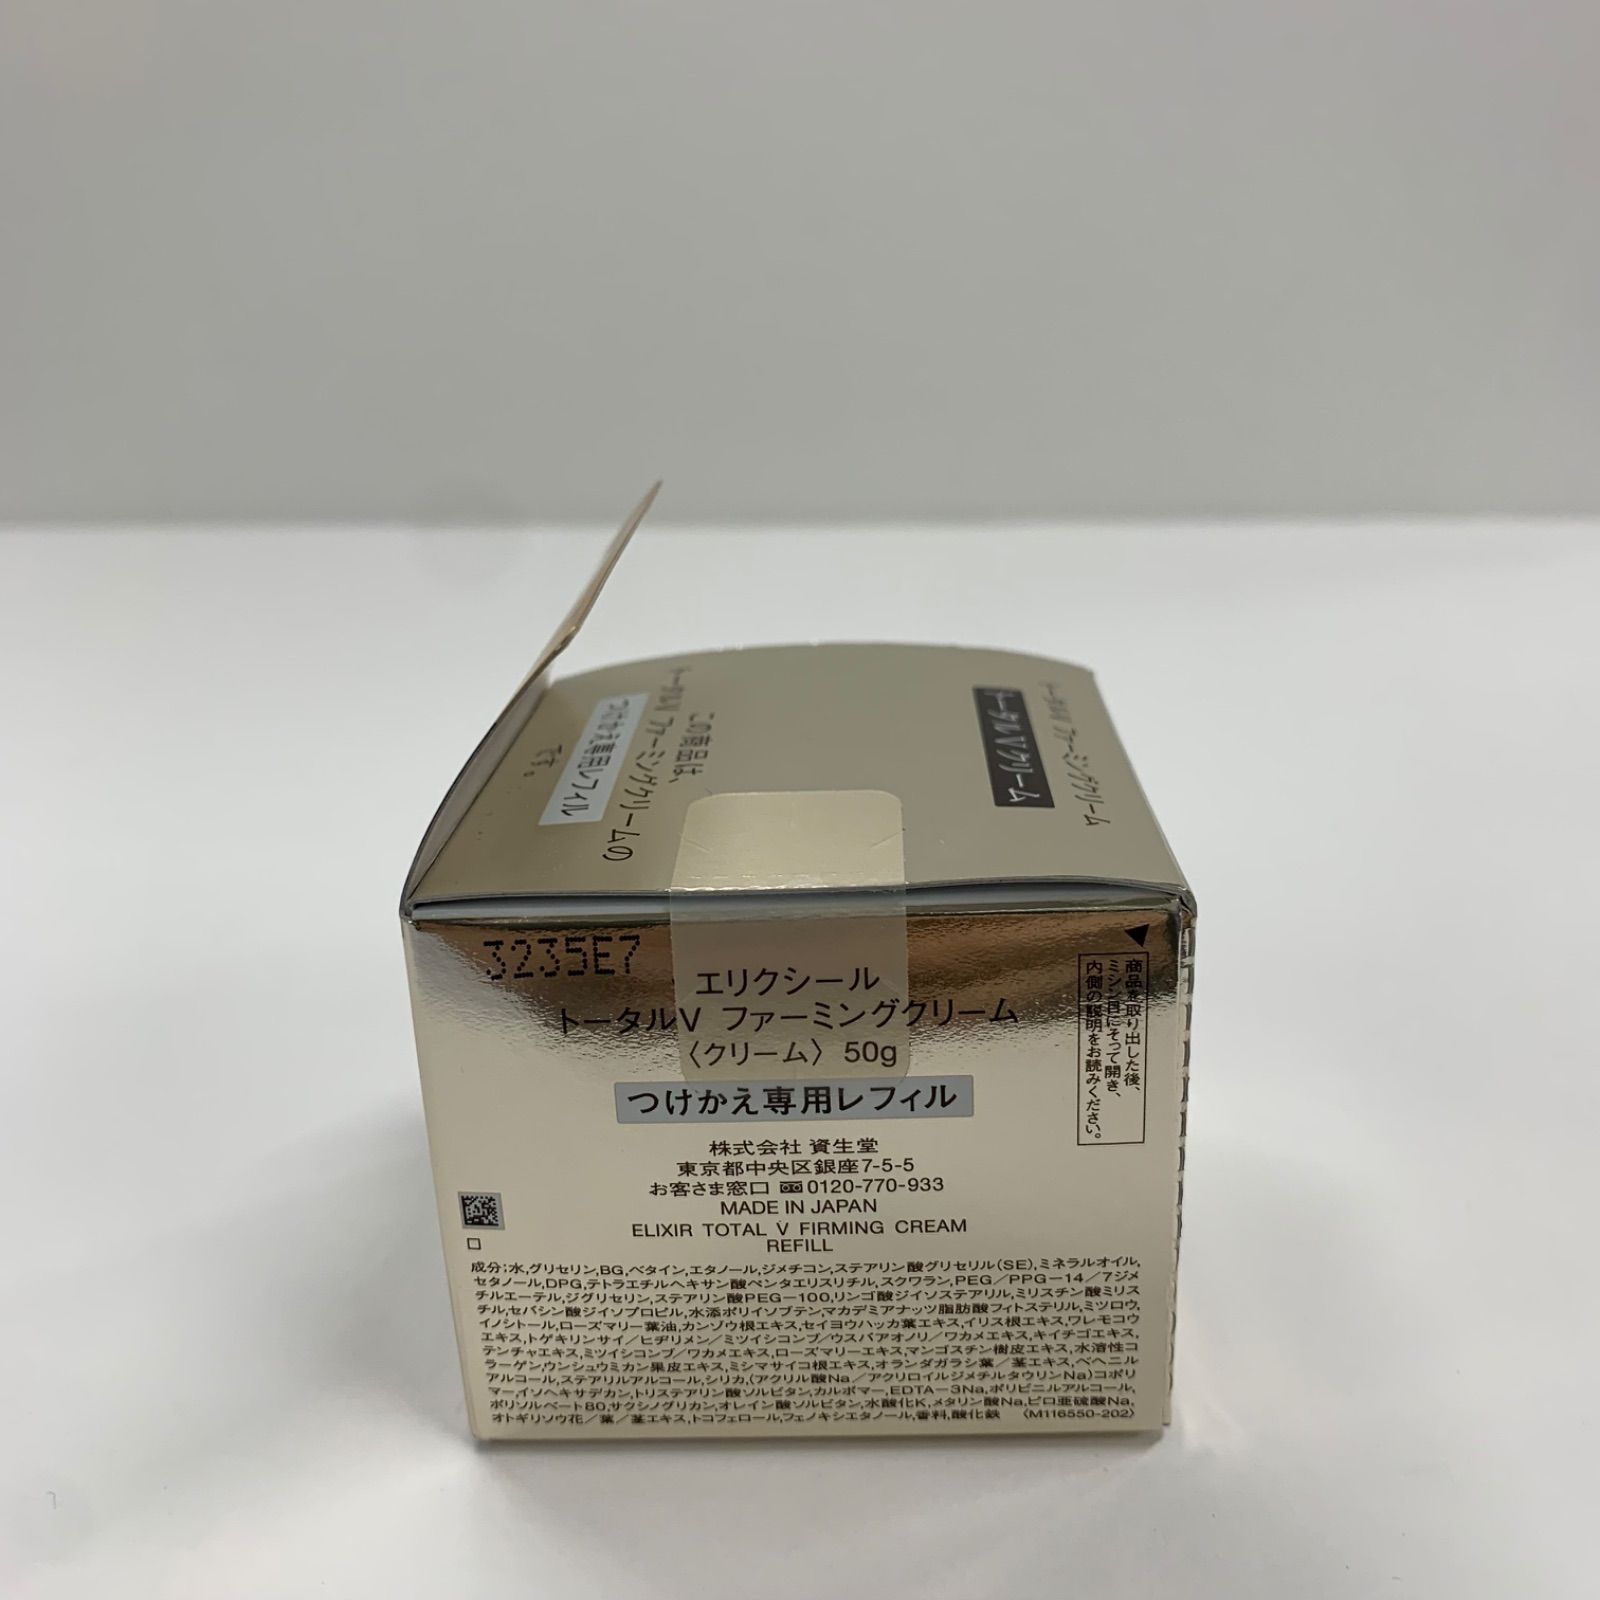 この商品は、
トータルV ファーミングクリームの
つけかえ専用レフィル
です。
トータルVクリーム
トータルV ファーミングクリーム
3235E7
エリクシール
トータルV ファーミングクリーム
〈クリーム〉 50g
つけかえ専用レフィル
商品を取り出した後、
ミシン目にそって開き、
内側の説明をお読みください。
株式会社 資生堂
東京都中央区銀座7-5-5
お客さま窓口 0120-770-933
MADE IN JAPAN
ELIXIR TOTAL V FIRMING CREAM
REFILL
成分:水,グリセリン,BG,ベタイン,エタノール,ジメチコン,ステアリン酸グリセリル(SE),ミネラルオイル,
セタノール,DPG,テトラエチルヘキサン酸ペンタエリスリチル,スクワラン,PEG/PPG-14/7ジメ
チルエーテル,ジグリセリン,ステアリン酸PEG-100,リンゴ酸ジイソステアリル,ミリスチン酸ミリス
チル,セバシン酸ジイソプロピル,水添ポリイソブテン,マカデミアナッツ脂肪酸フィトステリル,ミツロウ,
イノシトール,ローズマリー葉油,カンゾウ根エキス,セイヨウハッカ葉エキス,イリス根エキス,ワレモコウ
エキス,トゲキリンサイ/ヒヂリメン/ミツイシコンブ/ウスバアオノリ/ワカメエキス,キイチゴエキス,
テンチャエキス,ミツイシコンブ/ワカメエキス,ローズマリーエキス,マンゴスチン樹皮エキス,水溶性コ
ラーゲン,ウンシュウミカン果皮エキス,ミシマサイコ根エキス,オランダガラシ葉/茎エキス,ベヘニル
アルコール,ステアリルアルコール,シリカ,(アクリル酸Na/アクリロイルジメチルタウリンNa)コポリ
マー,イソヘキサデカン,トリステアリン酸ソルビタン,カルボマー,EDTA-3Na,ポリビニルアルコール,
ポリソルベート80,サクシノグリカン,オレイン酸ソルビタン,水酸化K,メタリン酸Na,ピロ亜硫酸Na,
オトギリソウ花/葉/茎エキス,トコフェロール,フェノキシエタノール,香料,酸化鉄 〈M116550-202〉